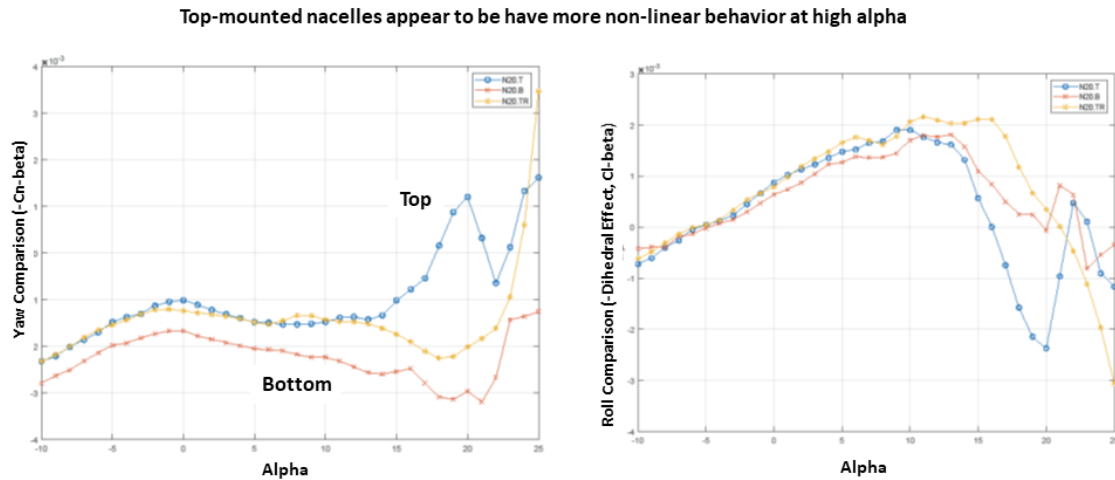 Top-mounted nacelles appear to be have more non-linear behavior at high alpha
×10⁻³
4
3
2
1
0
1
2
-3
-4
-10
-5
0
5
10
15
20
25
N20.T
N20.B
N20.TR
Top
Bottom
Yaw Comparison (-Cn-beta)
Alpha
×10⁻³
3
2
1
0
-1
-2
-3
-4
-10
-5
0
5
10
15
20
25
N20.T
N20.B
N20.TR
Roll Comparison (-Dihedral Effect, Cl-beta)
Alpha